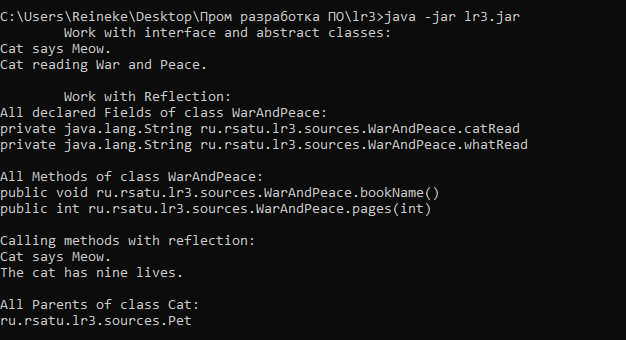 C:\Users\Reineke\Desktop\Пром разработка ПО\lr3>java -jar lr3.jar
Work with interface and abstract classes:
Cat says Meow.
Cat reading War and Peace.
Work with Reflection:
All declared Fields of class WarAndPeace:
private java.lang.String ru.rsatu.lr3.sources.WarAndPeace.catRead
private java.lang.String ru.rsatu.lr3.sources.WarAndPeace.whatRead
All Methods of class WarAndPeace:
public void ru.rsatu.lr3.sources.WarAndPeace.bookName()
public int ru.rsatu.lr3.sources.WarAndPeace.pages(int)
Calling methods with reflection:
Cat says Meow.
The cat has nine lives.
All Parents of class Cat:
ru.rsatu.lr3.sources.Pet